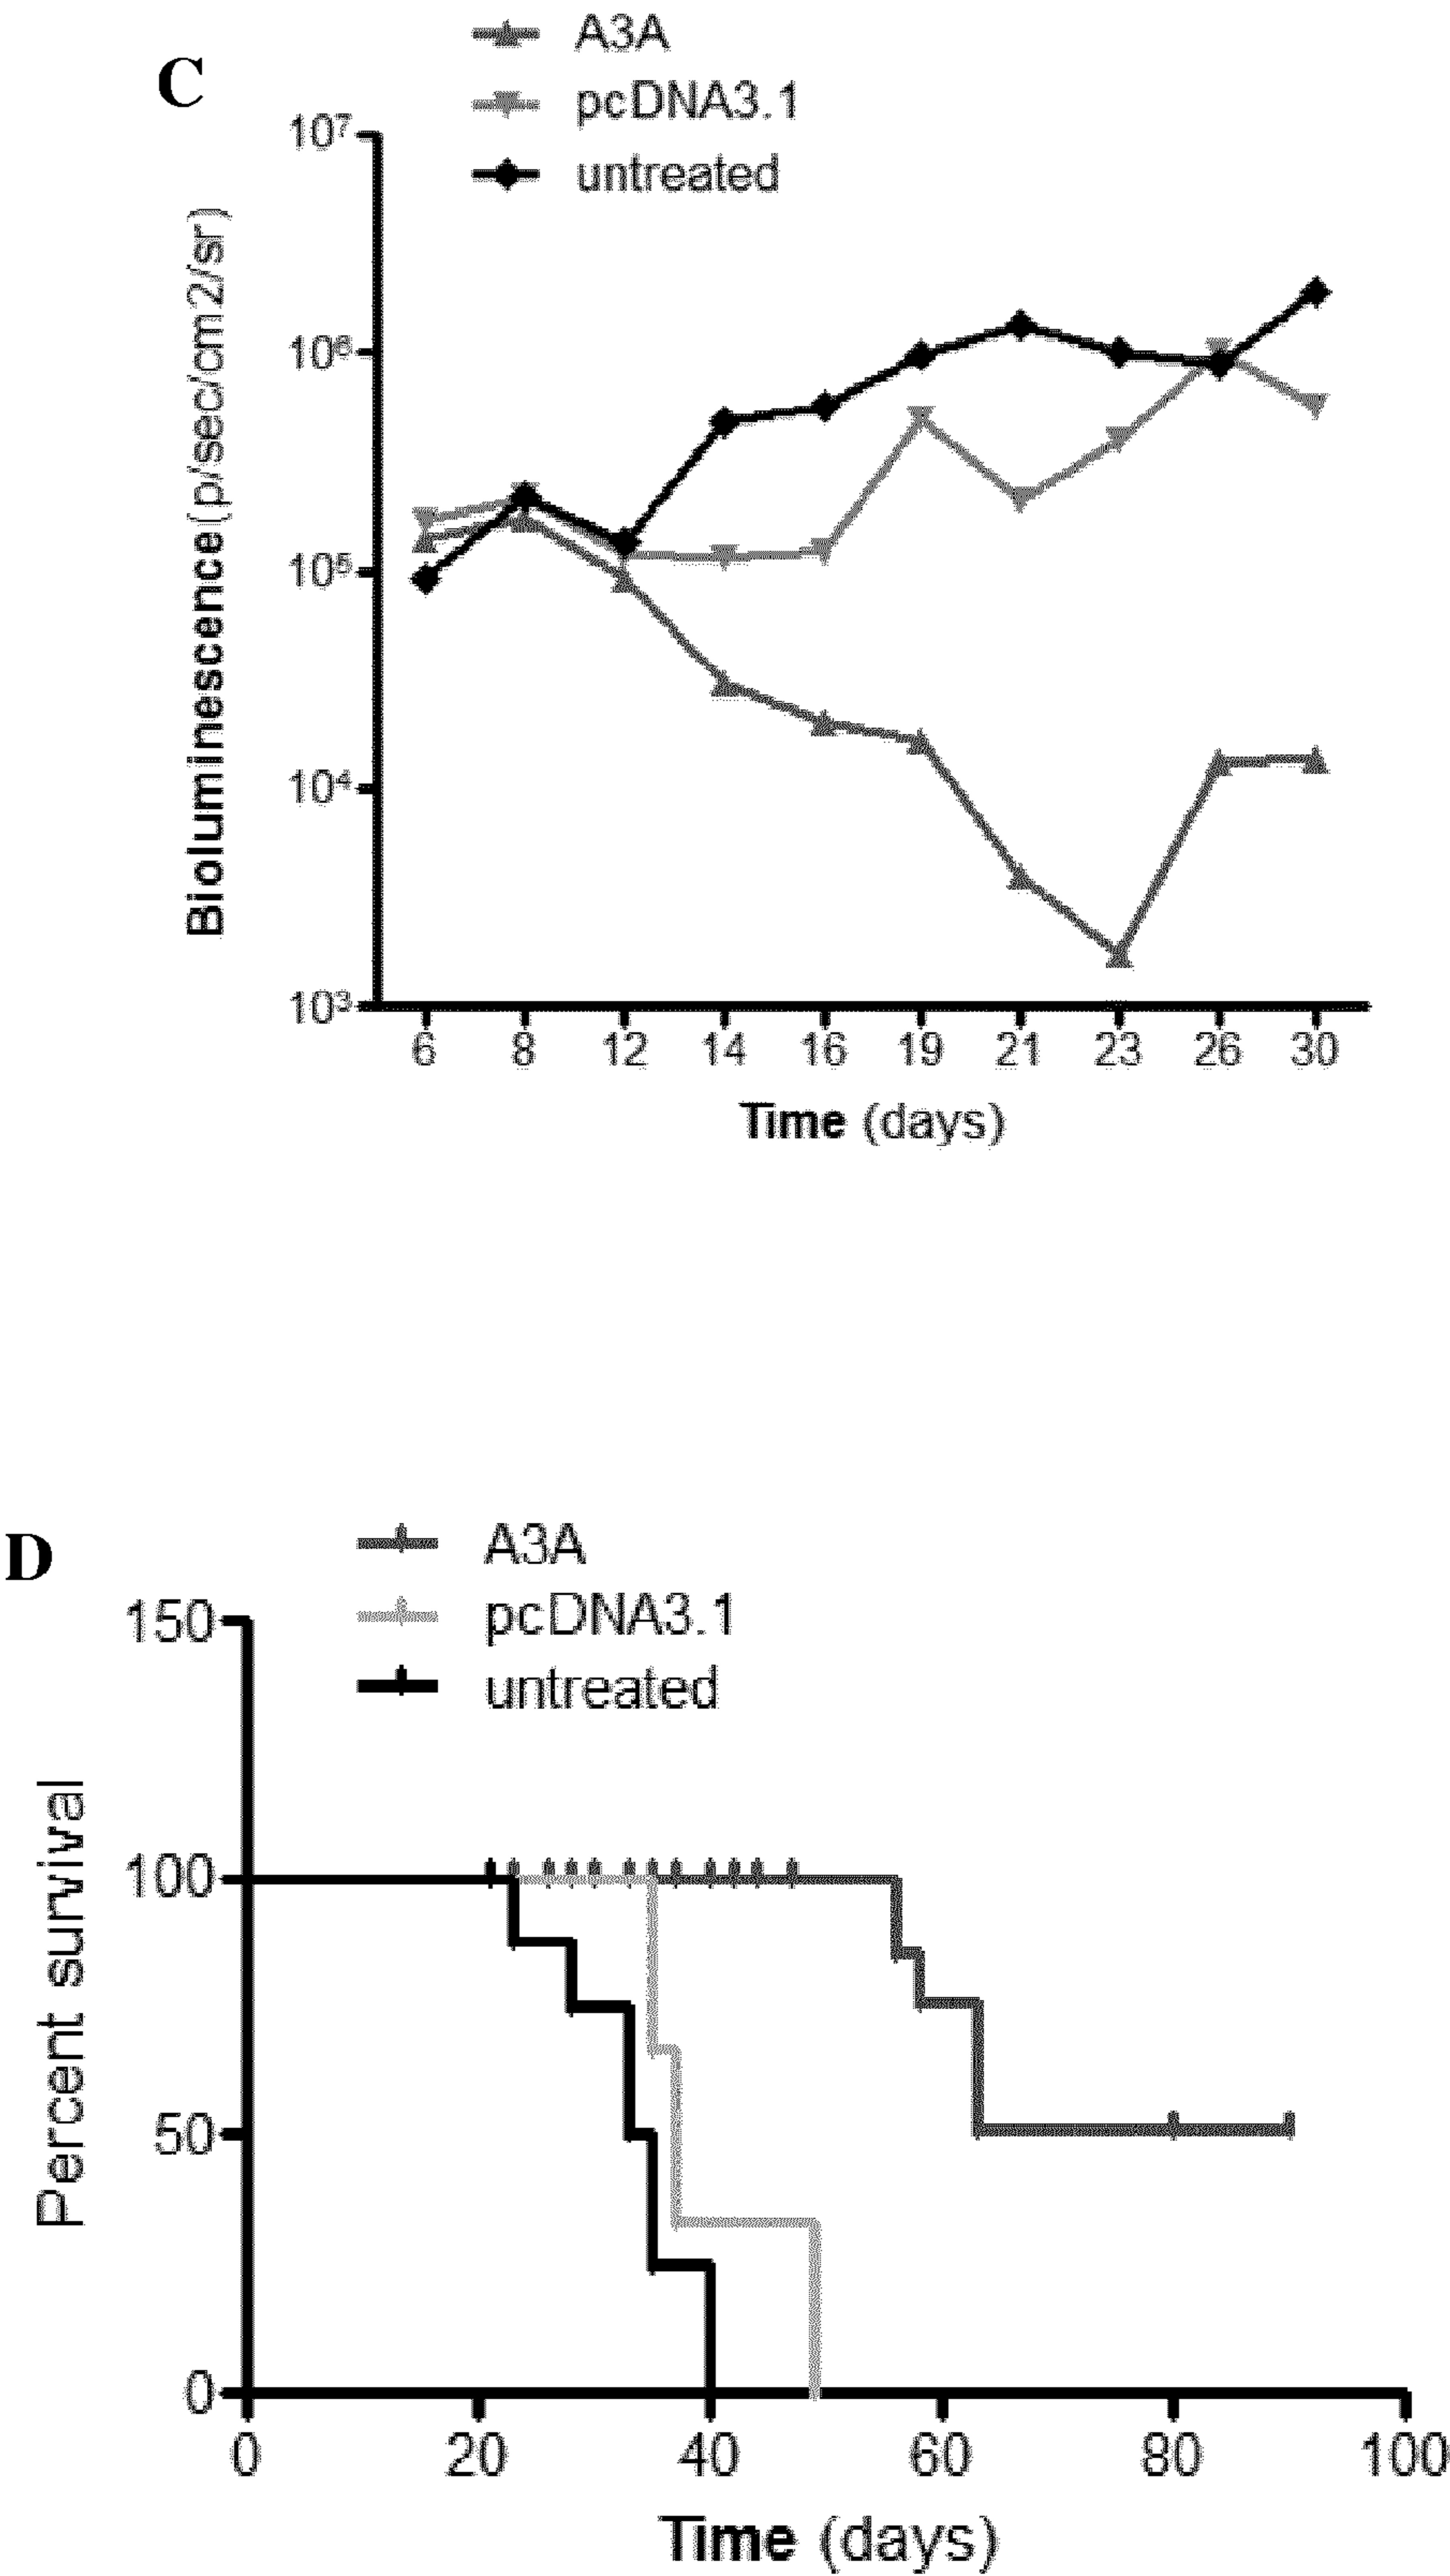 C
A3A
pcDNA3.1
untreated
Bioluminescence(p/sec/cm2/sr)
10⁷
10⁶
10⁵
10⁴
10³
6 8 12 14 16 19 21 23 26 30
Time (days)
D
A3A
pcDNA3.1
untreated
Percent survival
150
100
50
0
0 20 40 60 80 100
Time (days)